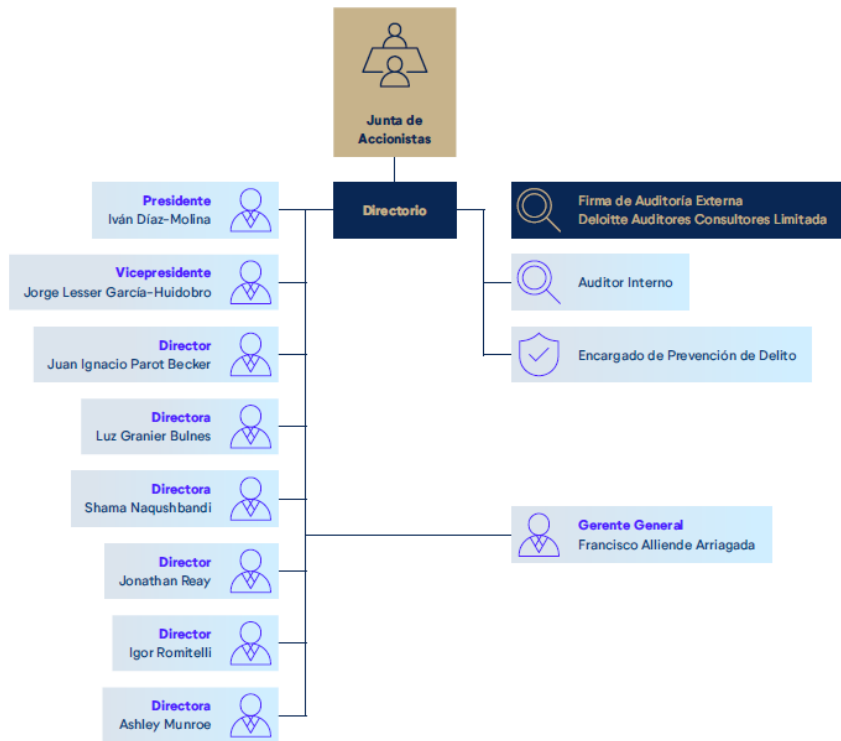 Junta de
Accionistas
Directorio
Presidente
Iván Díaz-Molina
Vicepresidente
Jorge Lesser García-Huidobro
Director
Juan Ignacio Parot Becker
Directora
Luz Granier Bulnes
Directora
Shama Naqushbandi
Director
Jonathan Reay
Director
Igor Romitelli
Directora
Ashley Munroe
Firma de Auditoría Externa
Deloitte Auditores Consultores Limitada
Auditor Interno
Encargado de Prevención de Delito
Gerente General
Francisco Alliende Arriagada